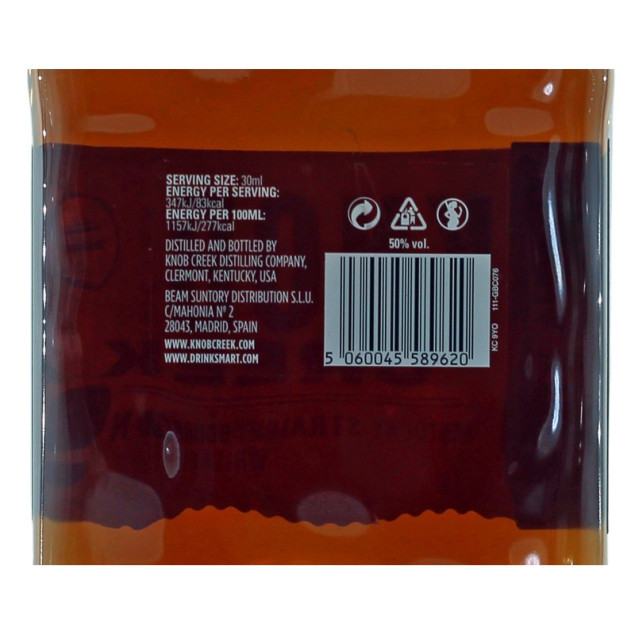 SERVING SIZE: 30ml
ENERGY PER SERVING:
347kJ/83kcal
ENERGY PER 100ML:
1157kJ/277kcal
DISTILLED AND BOTTLED BY
KNOB CREEK DISTILLING COMPANY,
CLERMONT, KENTUCKY, USA
BEAM SUNTORY DISTRIBUTION S.L.U.
C/MAHONIA Nº 2
28043, MADRID, SPAIN
WWW.KNOBCREEK.COM
WWW.DRINKSMART.COM
50% vol.
5 060045 589620
KC 9YO 111-GBC076